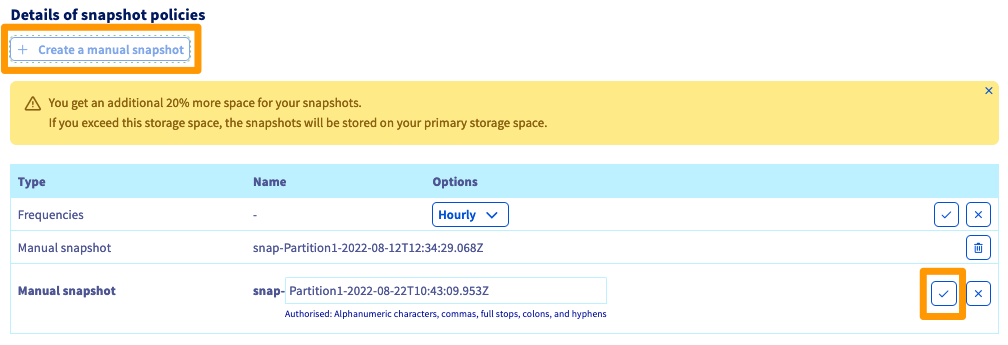 Details of snapshot policies
+ Create a manual snapshot
You get an additional 20% more space for your snapshots.
If you exceed this storage space, the snapshots will be stored on your primary storage space.
Type Name Options
Frequencies - Hourly
Manual snapshot snap-Partition1-2022-08-12T12:34:29.068Z
Manual snapshot snap- Partition1-2022-08-22T10:43:09.953Z
Authorised: Alphanumeric characters, commas, full stops, colons, and hyphens